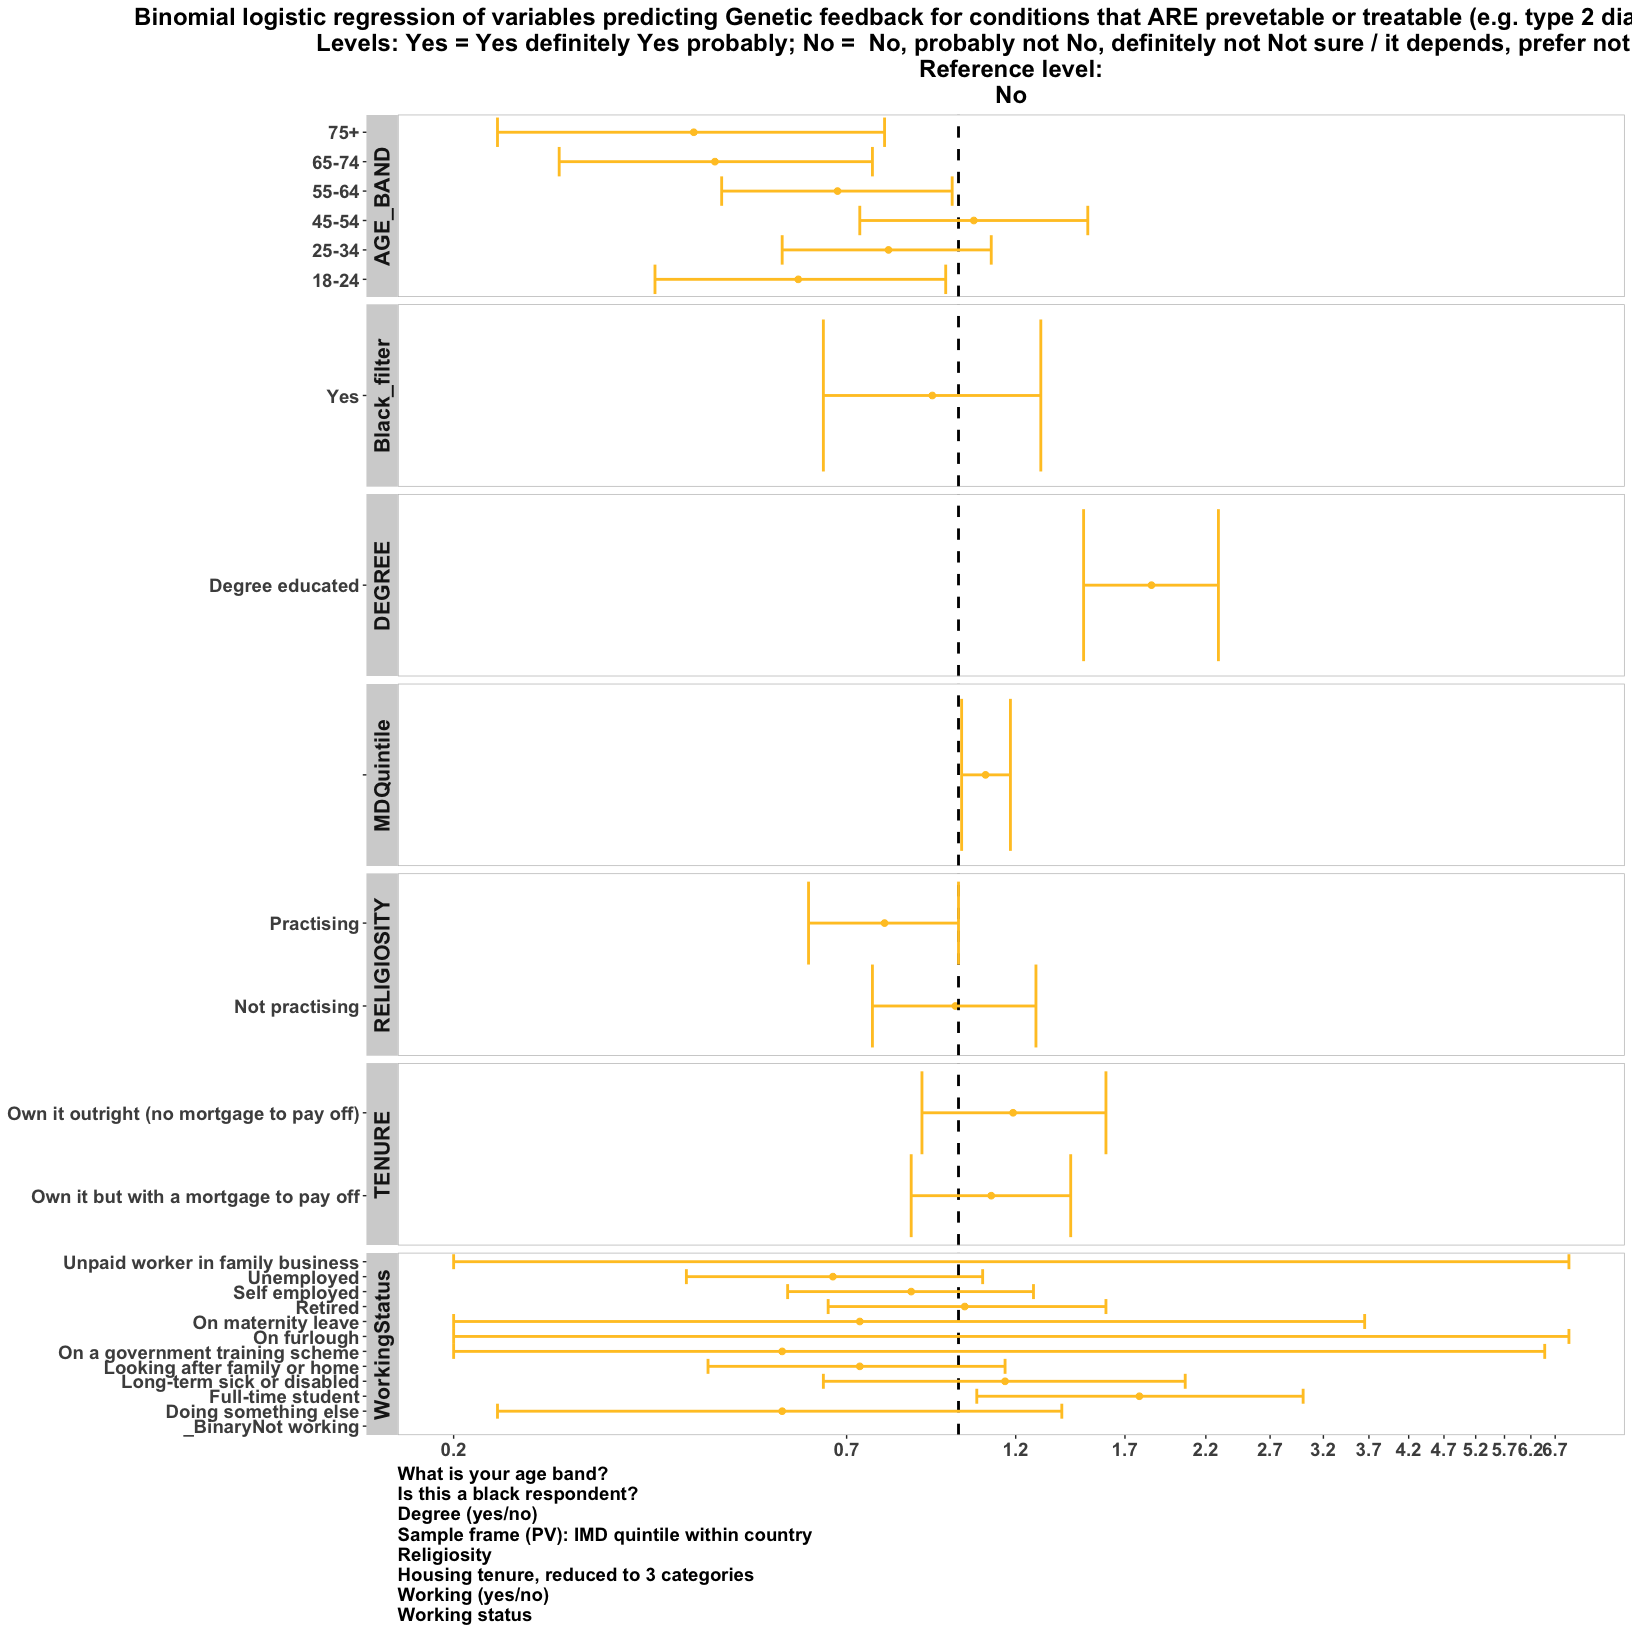 Binomial logistic regression of variables predicting Genetic feedback for conditions that ARE prevetable or treatable (e.g. type 2 dia
Levels: Yes = Yes definitely Yes probably; No =  No, probably not No, definitely not Not sure / it depends, prefer not
Reference level:
No
AGE_BAND
75+
65-74
55-64
45-54
25-34
18-24
Black_filter
Yes
DEGREE
Degree educated
MDQuintile
RELIGIOSITY
Practising
Not practising
TENURE
Own it outright (no mortgage to pay off)
Own it but with a mortgage to pay off
WorkingStatus
Unpaid worker in family business
Unemployed
Self employed
Retired
On maternity leave
On furlough
On a government training scheme
Looking after family or home
Long-term sick or disabled
Full-time student
Doing something else
_BinaryNot working
0.2 0.7 1.2 1.7 2.2 2.7 3.2 3.7 4.2 4.7 5.2 5.7 6.2 6.7
What is your age band?
Is this a black respondent?
Degree (yes/no)
Sample frame (PV): IMD quintile within country
Religiosity
Housing tenure, reduced to 3 categories
Working (yes/no)
Working status